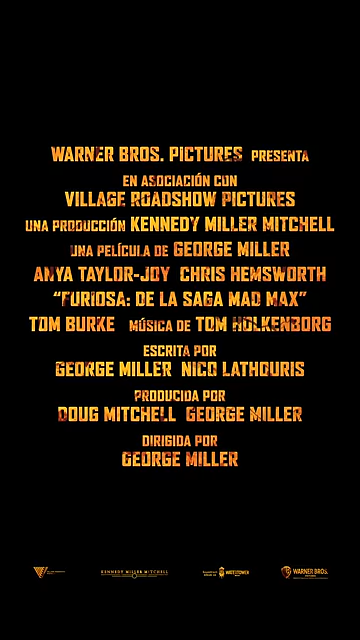 WARNER BROS. PICTURES PRESENTA
EN ASOCIACIÓN CON
VILLAGE ROADSHOW PICTURES
UNA PRODUCCIÓN KENNEDY MILLER MITCHELL
UNA PELÍCULA DE GEORGE MILLER
ANYA TAYLOR-JOY CHRIS HEMSWORTH
“FURIOSA: DE LA SAGA MAD MAX”
TOM BURKE MÚSICA DE TOM HOLKENBORG
ESCRITA POR
GEORGE MILLER NICO LATHOURIS
PRODUCIDA POR
DOUG MITCHELL GEORGE MILLER
DIRIGIDA POR
GEORGE MILLER
KENNEDY MILLER MITCHELL
WARNER BROS.